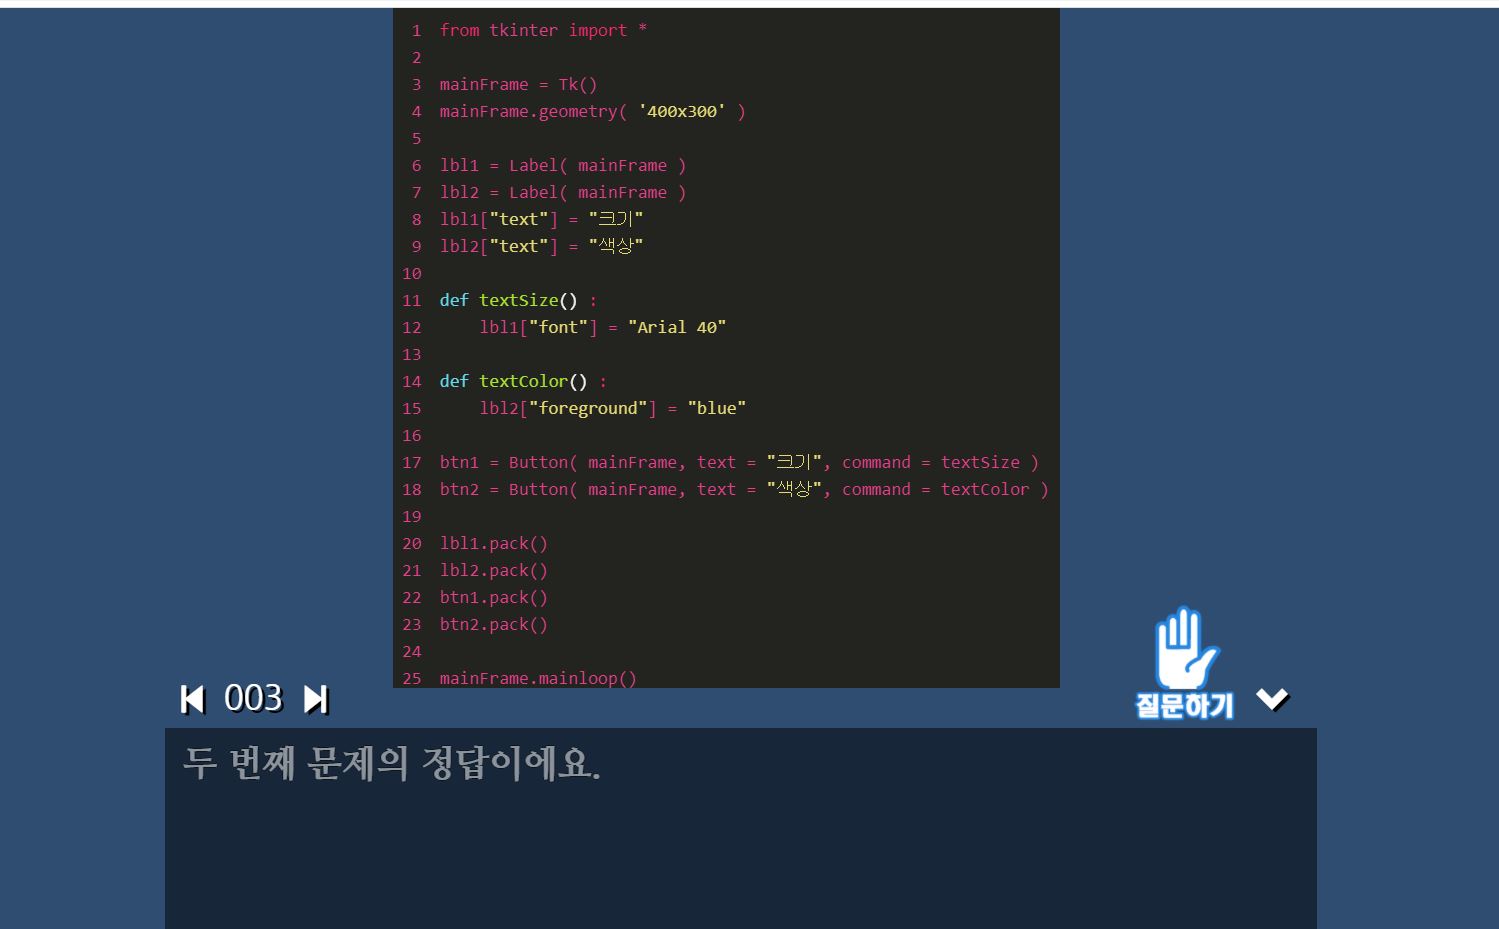 1 from tkinter import *
2
3 mainFrame = Tk()
4 mainFrame.geometry( '400x300' )
5
6 lbl1 = Label( mainFrame )
7 lbl2 = Label( mainFrame )
8 lbl1["text"] = "크기"
9 lbl2["text"] = "색상"
10
11 def textSize() :
12     lbl1["font"] = "Arial 40"
13
14 def textColor() :
15     lbl2["foreground"] = "blue"
16
17 btn1 = Button( mainFrame, text = "크기", command = textSize )
18 btn2 = Button( mainFrame, text = "색상", command = textColor )
19
20 lbl1.pack()
21 lbl2.pack()
22 btn1.pack()
23 btn2.pack()
24
25 mainFrame.mainloop()
003
질문하기
두 번째 문제의 정답이에요.